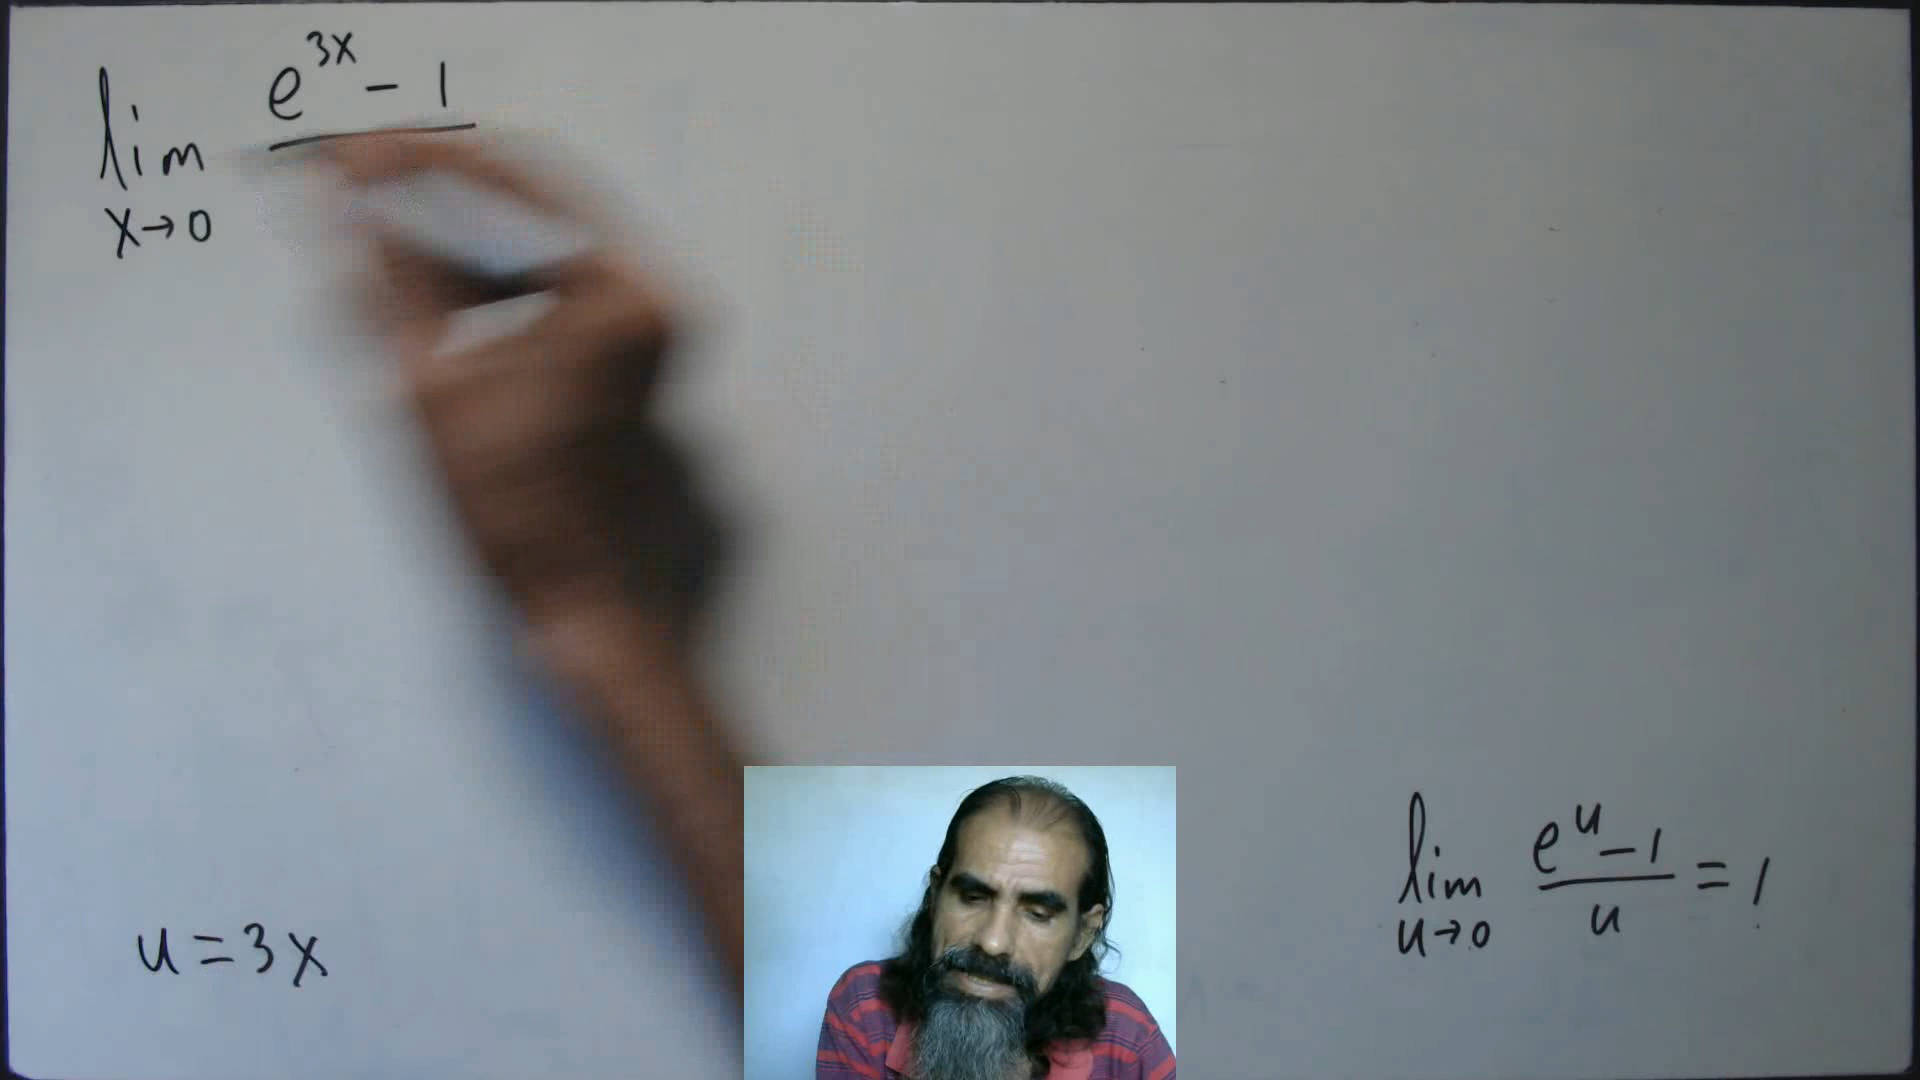 lim e^{3x} - 1
x→0
u = 3x
lim e^u - 1 / u = 1
u→0